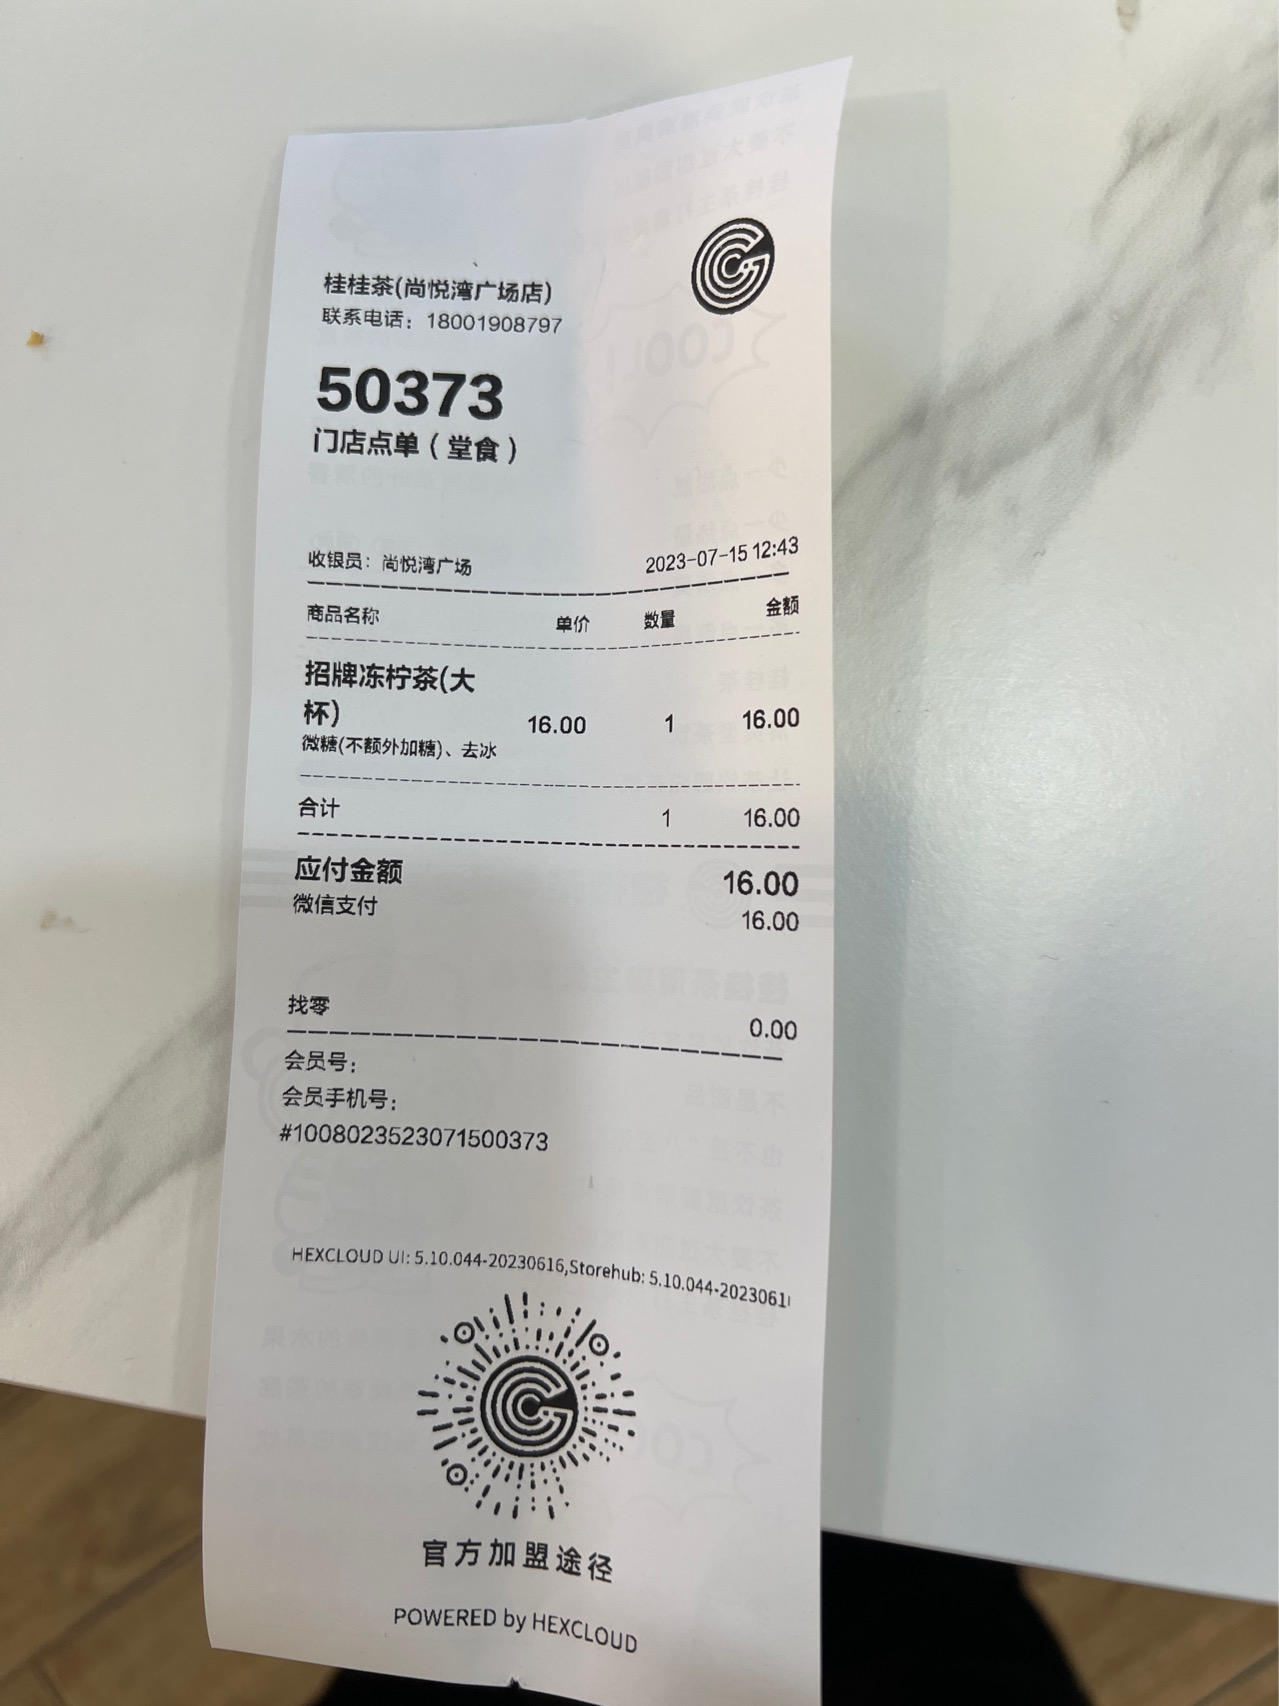 桂桂茶(尚悦湾广场店)
联系电话：18001908797
50373
门店点单（堂食）
收银员：尚悦湾广场 2023-07-15 12:43
商品名称 单价 数量 金额
招牌冻柠茶(大
杯) 16.00 1 16.00
微糖(不额外加糖)、去冰
合计 1 16.00
应付金额 16.00
微信支付 16.00
找零 0.00
会员号：
会员手机号：
#1008023523071500373
HEXCLOUD UI: 5.10.044-20230616,Storehub: 5.10.044-2023061
官方加盟途径
POWERED by HEXCLOUD